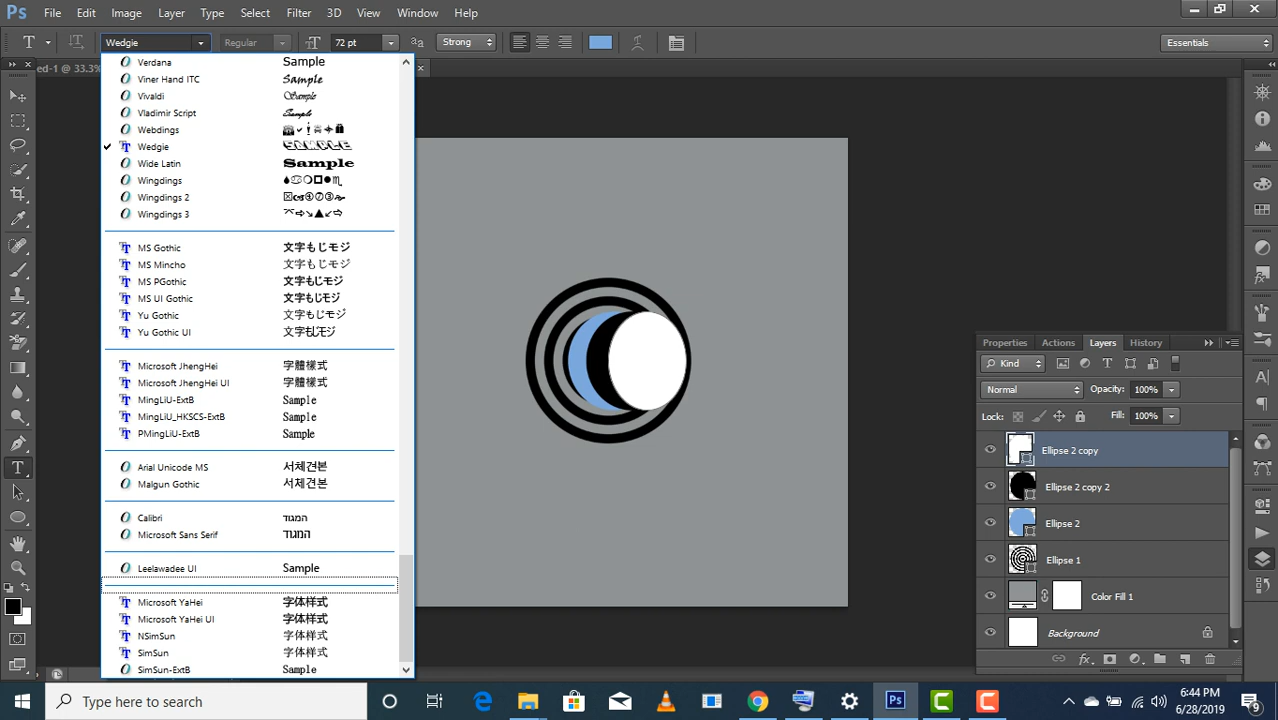 Ps File Edit Image Layer Type Select Filter 3D View Window Help
T Wedgie Regular 72 pt aa Strong Essentials
ed-1 @ 33.3%
Verdana Sample
Viner Hand ITC Sample
Vivaldi Sample
Vladimir Script Sample
Webdings
Wedgie
Wide Latin Sample
Wingdings
Wingdings 2
Wingdings 3
MS Gothic 文字もじモジ
MS Mincho 文字もじモジ
MS PGothic 文字もじモジ
MS UI Gothic 文字もじモジ
Yu Gothic 文字もじモジ
Yu Gothic UI 文字もじモジ
Microsoft JhengHei 字體樣式
Microsoft JhengHei UI 字體樣式
MingLiU-ExtB Sample
MingLiU_HKSCS-ExtB Sample
PMingLiU-ExtB Sample
Arial Unicode MS 서체견본
Malgun Gothic 서체견본
Calibri המגוד
Microsoft Sans Serif המגוד
Leelawadee UI Sample
Microsoft YaHei 字体样式
Microsoft YaHei UI 字体样式
NSimSun 字体样式
SimSun 字体样式
SimSun-ExtB Sample
Properties Actions Layers History
Kind
Normal Opacity: 100%
Lock: Fill: 100%
Ellipse 2 copy
Ellipse 2 copy 2
Ellipse 2
Ellipse 1
Color Fill 1
Background
Type here to search
6:44 PM
6/28/2019
9